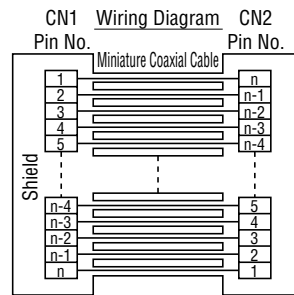 CN1 Wiring Diagram CN2
Pin No. Pin No.
Miniature Coaxial Cable
1 n
2 n-1
3 n-2
4 n-3
5 n-4
Shield
n-4 5
n-3 4
n-2 3
n-1 2
n 1